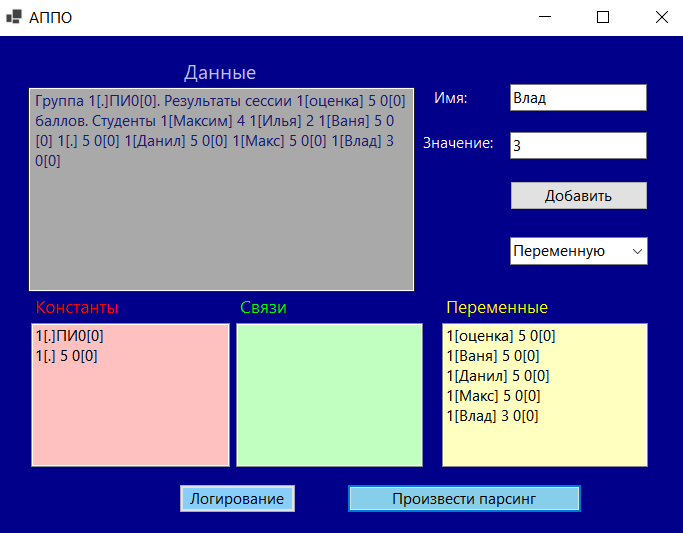 АППО
Данные
Группа 1[.]ПИ0[0]. Результаты сессии 1[оценка] 5 0[0]
баллов. Студенты 1[Максим] 4 1[Илья] 2 1[Ваня] 5 0
[0] 1[.] 5 0[0] 1[Данил] 5 0[0] 1[Макс] 5 0[0] 1[Влад] 3
0[0]
Имя:
Влад
Значение:
3
Добавить
Переменную
Константы
1[.]ПИ0[0]
1[.] 5 0[0]
Связи
Переменные
1[оценка] 5 0[0]
1[Ваня] 5 0[0]
1[Данил] 5 0[0]
1[Макс] 5 0[0]
1[Влад] 3 0[0]
Логирование
Произвести парсинг